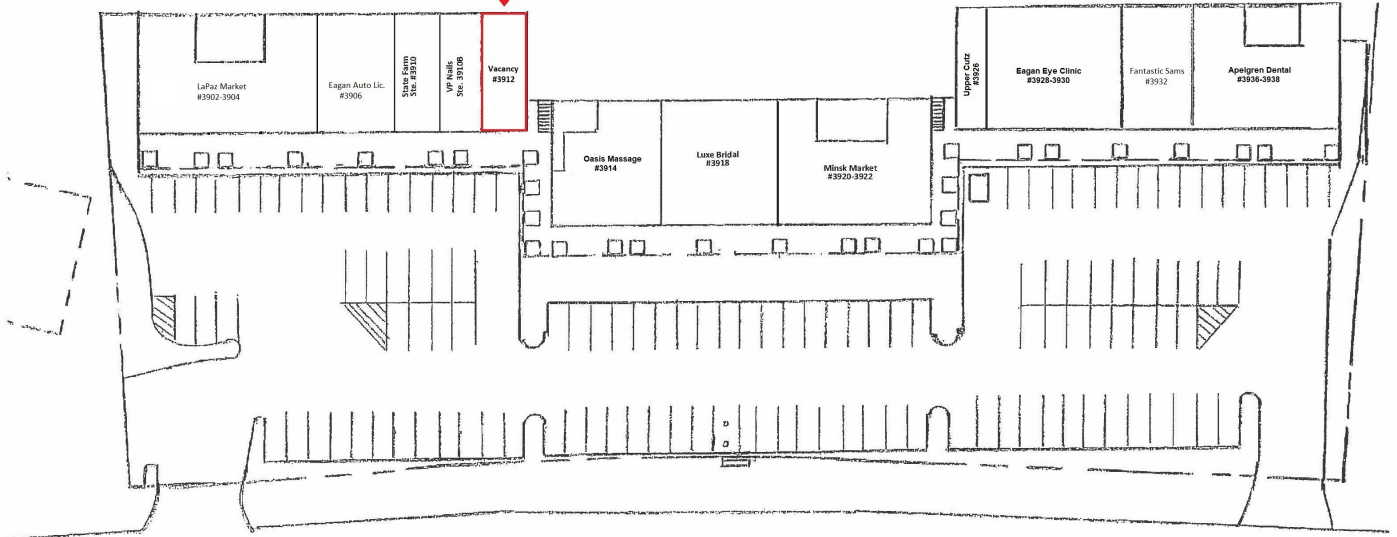 LaPaz Market
#3902-3904
Eagan Auto Lic.
#3906
State Farm
Ste. #3910
VP Nails
Ste. 3910B
Vacancy
#3912
Oasis Massage
#3914
Luxe Bridal
#3918
Minsk Market
#3920-3922
Upper Cutz
#3926
Eagan Eye Clinic
#3928-3930
Fantastic Sams
#3932
Apelgren Dental
#3936-3938